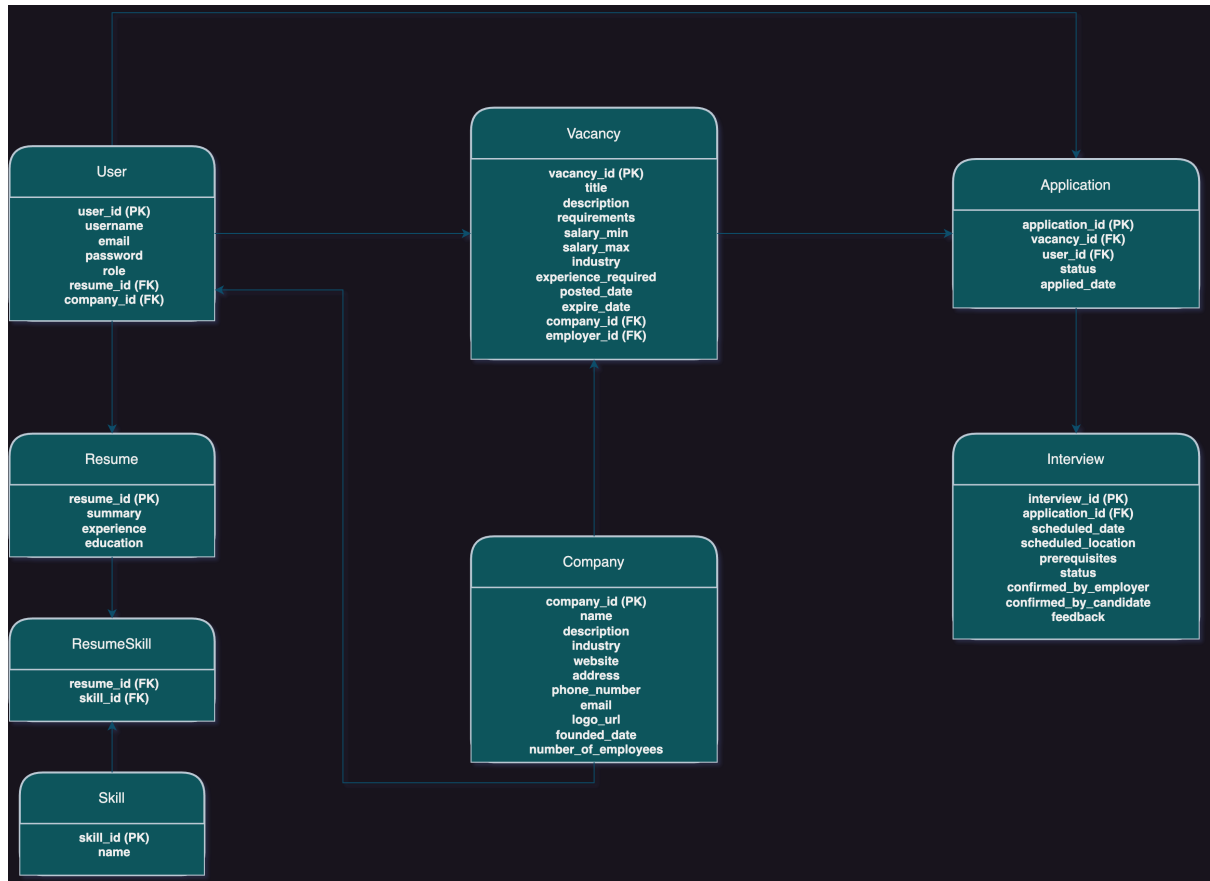 User
user_id (PK)
username
email
password
role
resume_id (FK)
company_id (FK)
Vacancy
vacancy_id (PK)
title
description
requirements
salary_min
salary_max
industry
experience_required
posted_date
expire_date
company_id (FK)
employer_id (FK)
Application
application_id (PK)
vacancy_id (FK)
user_id (FK)
status
applied_date
Resume
resume_id (PK)
summary
experience
education
Interview
interview_id (PK)
application_id (FK)
scheduled_date
scheduled_location
prerequisites
status
confirmed_by_employer
confirmed_by_candidate
feedback
Company
company_id (PK)
name
description
industry
website
address
phone_number
email
logo_url
founded_date
number_of_employees
ResumeSkill
resume_id (FK)
skill_id (FK)
Skill
skill_id (PK)
name